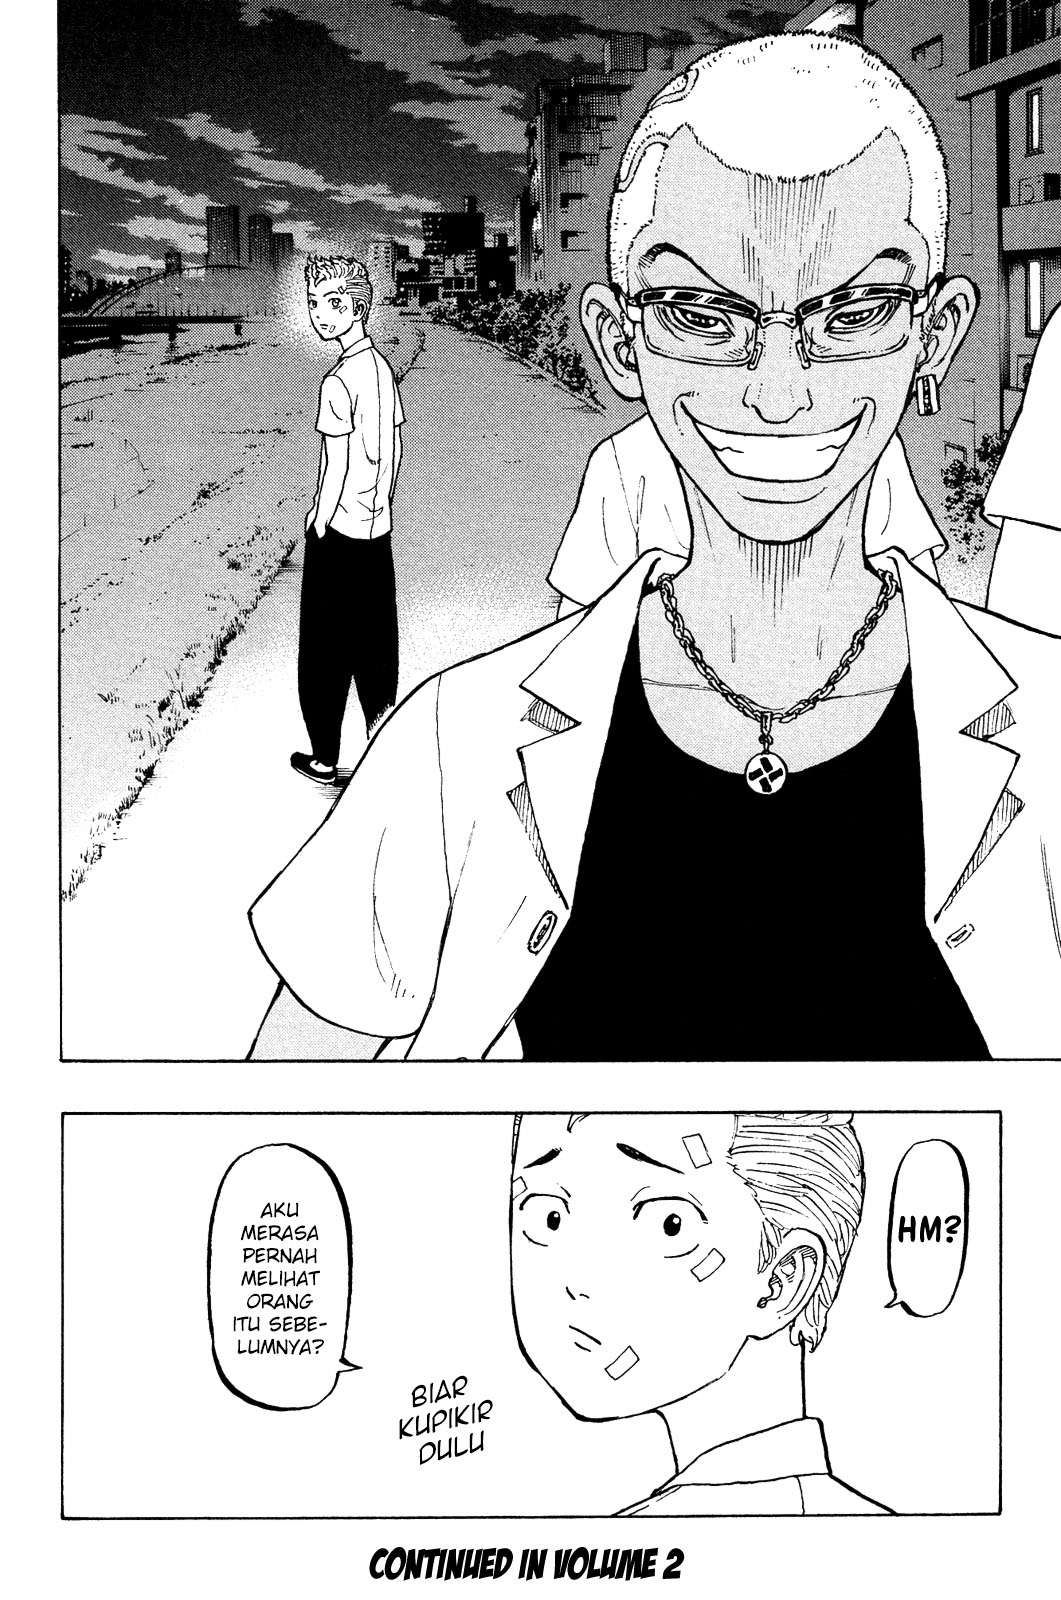 HM?
AKU
MERASA
PERNAH
MELIHAT
ORANG
ITU SEBE-
LUMNYA?
BIAR
KUPIKIR
DULU
CONTINUED IN VOLUME 2